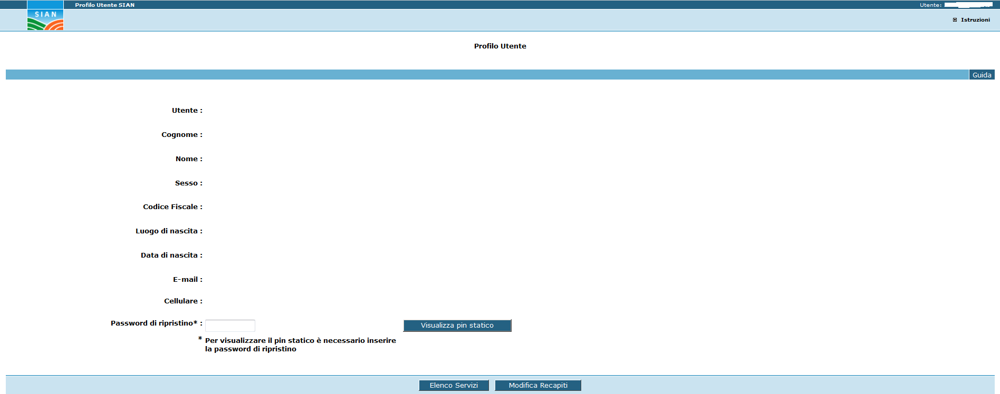 Profilo Utente SIAN
Utente:
SIAN
Istruzioni
Profilo Utente
Guida
Utente :
Cognome :
Nome :
Sesso :
Codice Fiscale :
Luogo di nascita :
Data di nascita :
E-mail :
Cellulare :
Password di ripristino* :
Visualizza pin statico
* Per visualizzare il pin statico è necessario inserire
la password di ripristino
Elenco Servizi
Modifica Recapiti